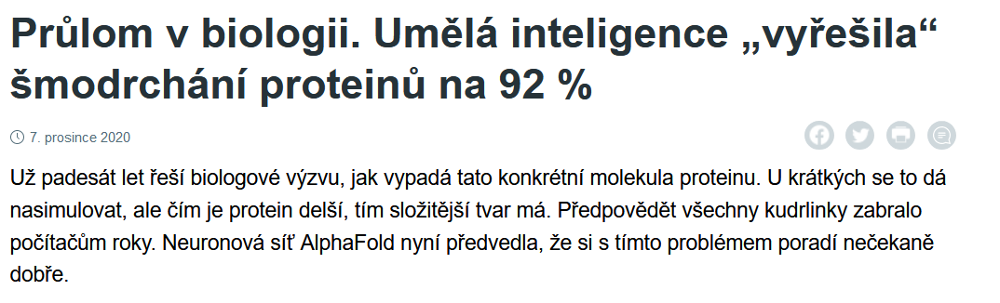 Průlom v biologii. Umělá inteligence „vyřešila“
šmodrchání proteinů na 92 %
7. prosince 2020
Už padesát let řeší biologové výzvu, jak vypadá tato konkrétní molekula proteinu. U krátkých se to dá
nasimulovat, ale čím je protein delší, tím složitější tvar má. Předpovědět všechny kudrlinky zabralo
počítačům roky. Neuronová síť AlphaFold nyní předvedla, že si s tímto problémem poradí nečekaně
dobře.